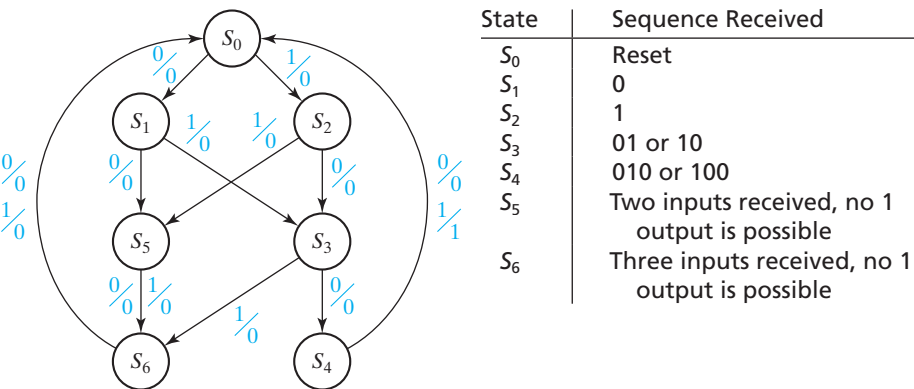 S0
0/0
1/0
S1
S2
1/0
1/0
0/0
0/0
0/0
1/0
0/0
1/1
S5
S3
0/0
1/0
1/0
0/0
S6
S4
State Sequence Received
S0 Reset
S1 0
S2 1
S3 01 or 10
S4 010 or 100
S5 Two inputs received, no 1
output is possible
S6 Three inputs received, no 1
output is possible